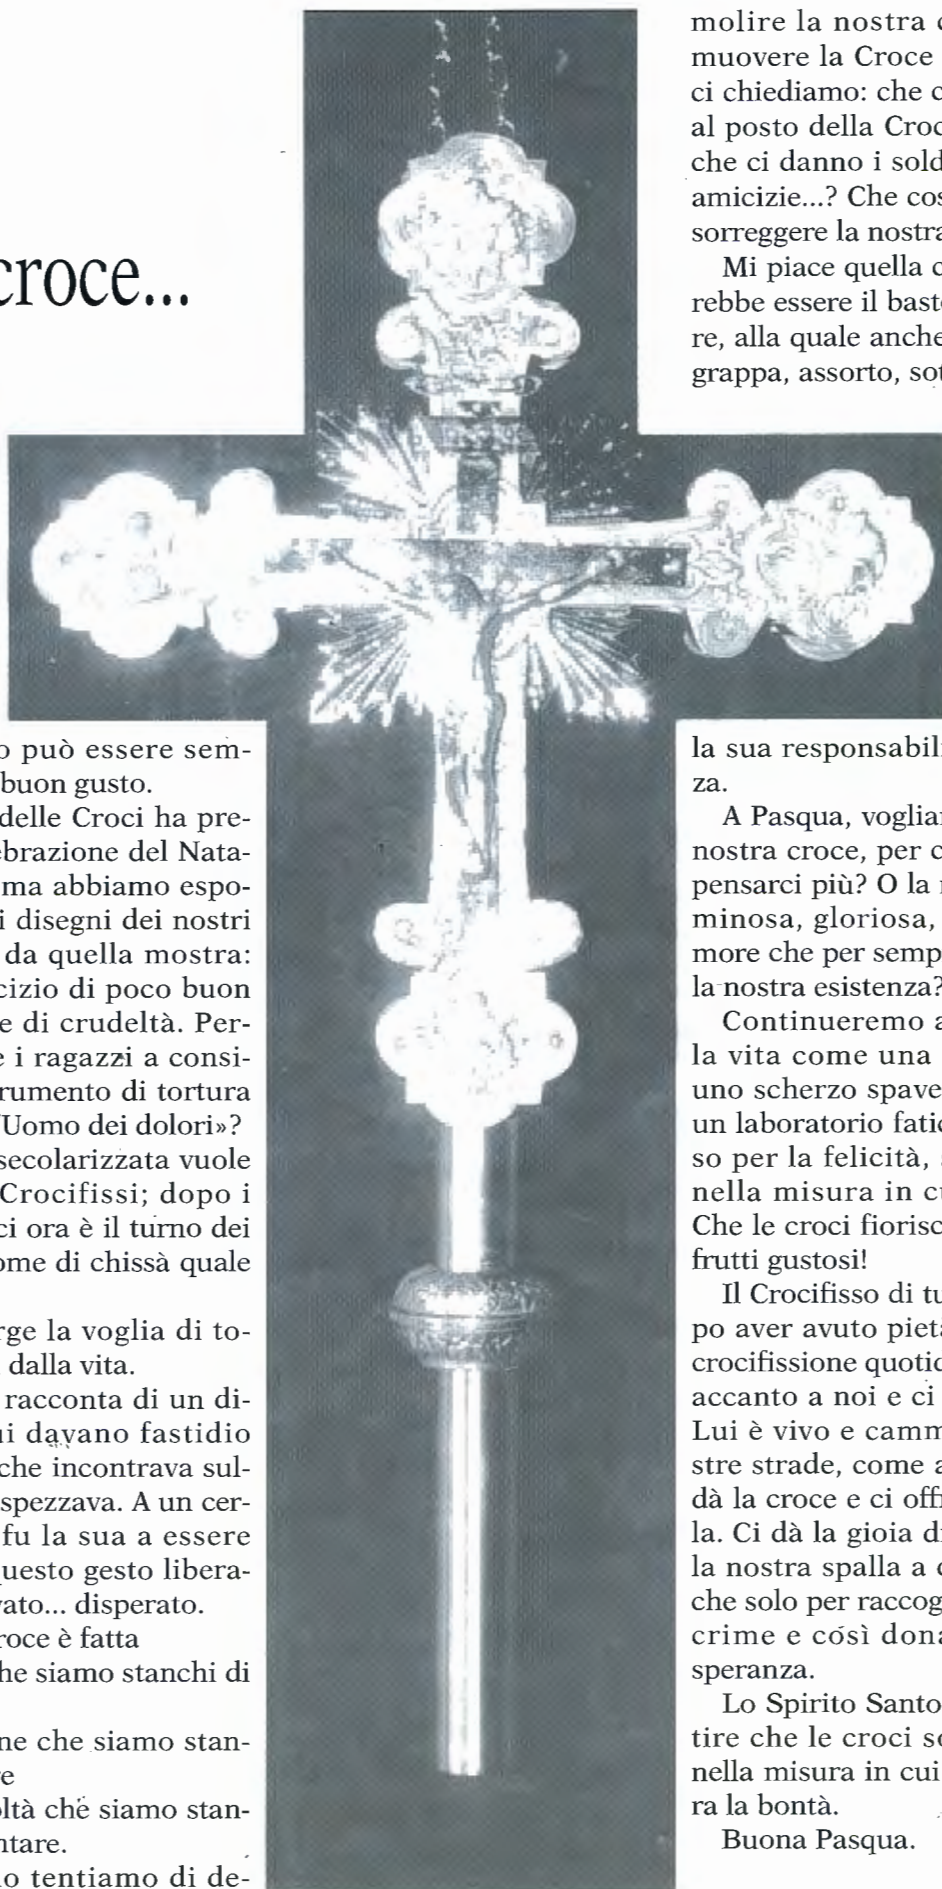 croce...
o può essere sem-
buon gusto.
delle Croci ha pre-
ebrazione del Nata-
ma abbiamo espo-
i disegni dei nostri
da quella mostra:
cizio di poco buon
e di crudeltà. Per-
e i ragazzi a consi-
rumento di tortura
'Uomo dei dolori»?
secolarizzata vuole
Crocifissi; dopo i
ci ora è il turno dei
ome di chissà quale
rge la voglia di to-
dalla vita.
racconta di un di-
ui davano fastidio
che incontrava sul-
spezzava. A un cer-
fu la sua a essere
uesto gesto libera-
vato... disperato.
roce è fatta
he siamo stanchi di
ne che siamo stan-
re
oltà che siamo stan-
ntare.
lo tentiamo di de-
molire la nostra
muovere la Croce
ci chiediamo: che c
al posto della Croc
che ci danno i sold
amicizie...? Che cos
sorreggere la nostra
Mi piace quella c
rebbe essere il basto
re, alla quale anche
grappa, assorto, sot
la sua responsabili
za.
A Pasqua, vogliam
nostra croce, per c
pensarci più? O la
minosa, gloriosa,
more che per semp
la nostra esistenza?
Continueremo a
la vita come una
uno scherzo spave
un laboratorio fatic
so per la felicità,
nella misura in cu
Che le croci fiorisc
frutti gustosi!
Il Crocifisso di tu
po aver avuto pietà
crocifissione quotid
accanto a noi e ci
Lui è vivo e camm
stre strade, come a
dà la croce e ci offr
la. Ci dà la gioia di
la nostra spalla a c
che solo per raccog
crime e così dona
speranza.
Lo Spirito Santo
tire che le croci so
nella misura in cui
ra la bontà.
Buona Pasqua.